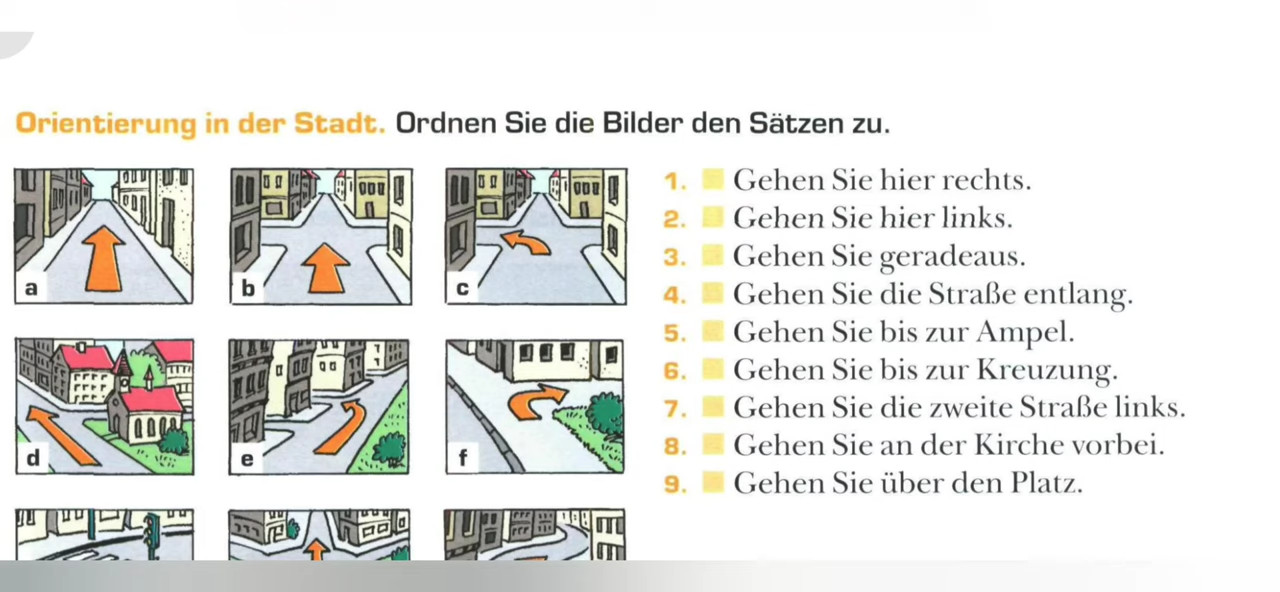 Orientierung in der Stadt. Ordnen Sie die Bilder den Sätzen zu.
a
b
c
d
e
f
1. Gehen Sie hier rechts.
2. Gehen Sie hier links.
3. Gehen Sie geradeaus.
4. Gehen Sie die Straße entlang.
5. Gehen Sie bis zur Ampel.
6. Gehen Sie bis zur Kreuzung.
7. Gehen Sie die zweite Straße links.
8. Gehen Sie an der Kirche vorbei.
9. Gehen Sie über den Platz.